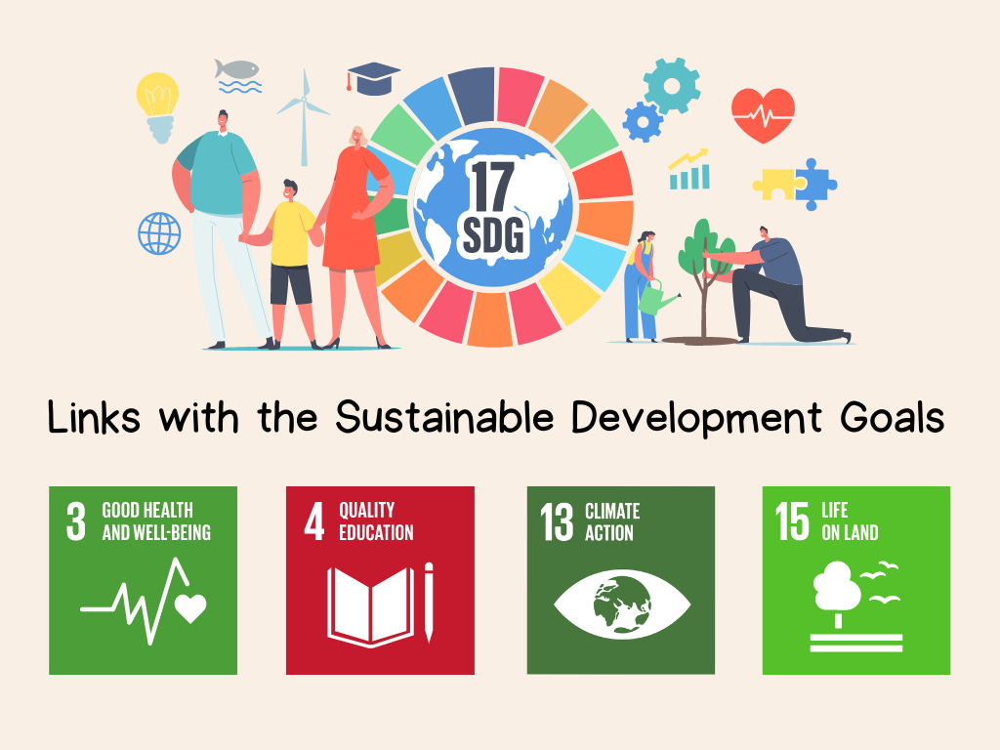 17
SDG
Links with the Sustainable Development Goals
3 GOOD HEALTH
AND WELL-BEING
4 QUALITY
EDUCATION
13 CLIMATE
ACTION
15 LIFE
ON LAND